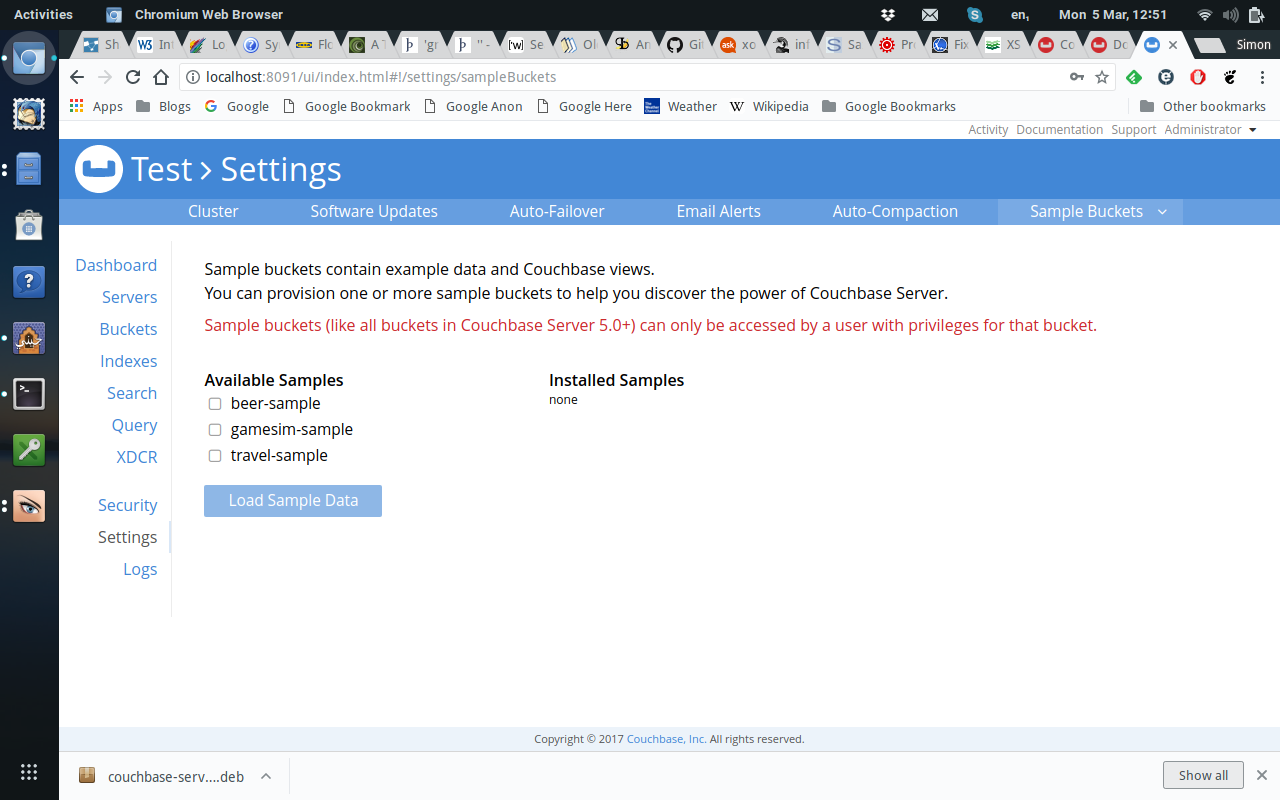 Activities Chromium Web Browser en₁ Mon 5 Mar, 12:51
Sh W3 Int Lo Sy Flo A T 'gr '' - [w] Se Ol An Git ask xo inf Sa Pr Fix XS Co Do Simon
localhost:8091/ui/index.html#!/settings/sampleBuckets
Apps Blogs Google Google Bookmark Google Anon Google Here Weather Wikipedia Google Bookmarks Other bookmarks
Activity Documentation Support Administrator
Test > Settings
Cluster Software Updates Auto-Failover Email Alerts Auto-Compaction Sample Buckets
Dashboard
Servers
Buckets
Indexes
Search
Query
XDCR
Security
Settings
Logs
Sample buckets contain example data and Couchbase views.
You can provision one or more sample buckets to help you discover the power of Couchbase Server.
Sample buckets (like all buckets in Couchbase Server 5.0+) can only be accessed by a user with privileges for that bucket.
Available Samples
beer-sample
gamesim-sample
travel-sample
Load Sample Data
Installed Samples
none
Copyright © 2017 Couchbase, Inc. All rights reserved.
couchbase-serv....deb Show all